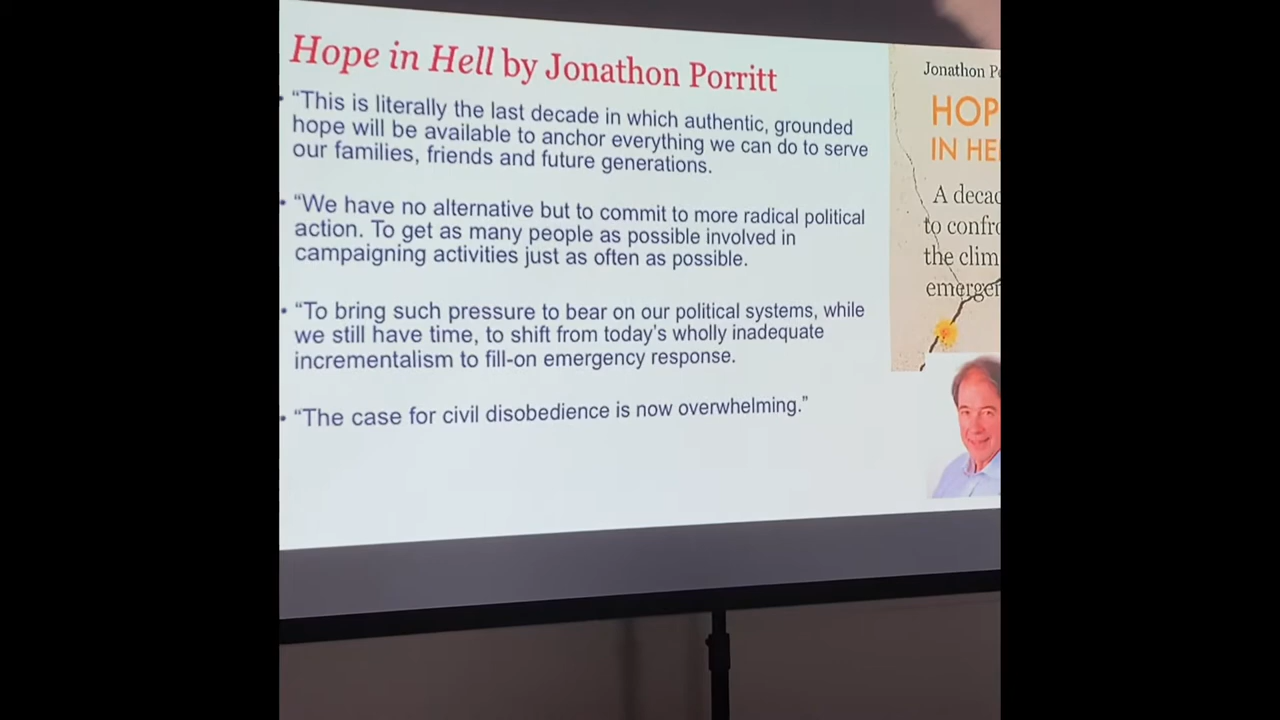 Hope in Hell by Jonathon Porritt
• “This is literally the last decade in which authentic, grounded
hope will be available to anchor everything we can do to serve
our families, friends and future generations.
• “We have no alternative but to commit to more radical political
action. To get as many people as possible involved in
campaigning activities just as often as possible.
• “To bring such pressure to bear on our political systems, while
we still have time, to shift from today’s wholly inadequate
incrementalism to fill-on emergency response.
• “The case for civil disobedience is now overwhelming.”
Jonathon
HOP
IN HE
A
to
the